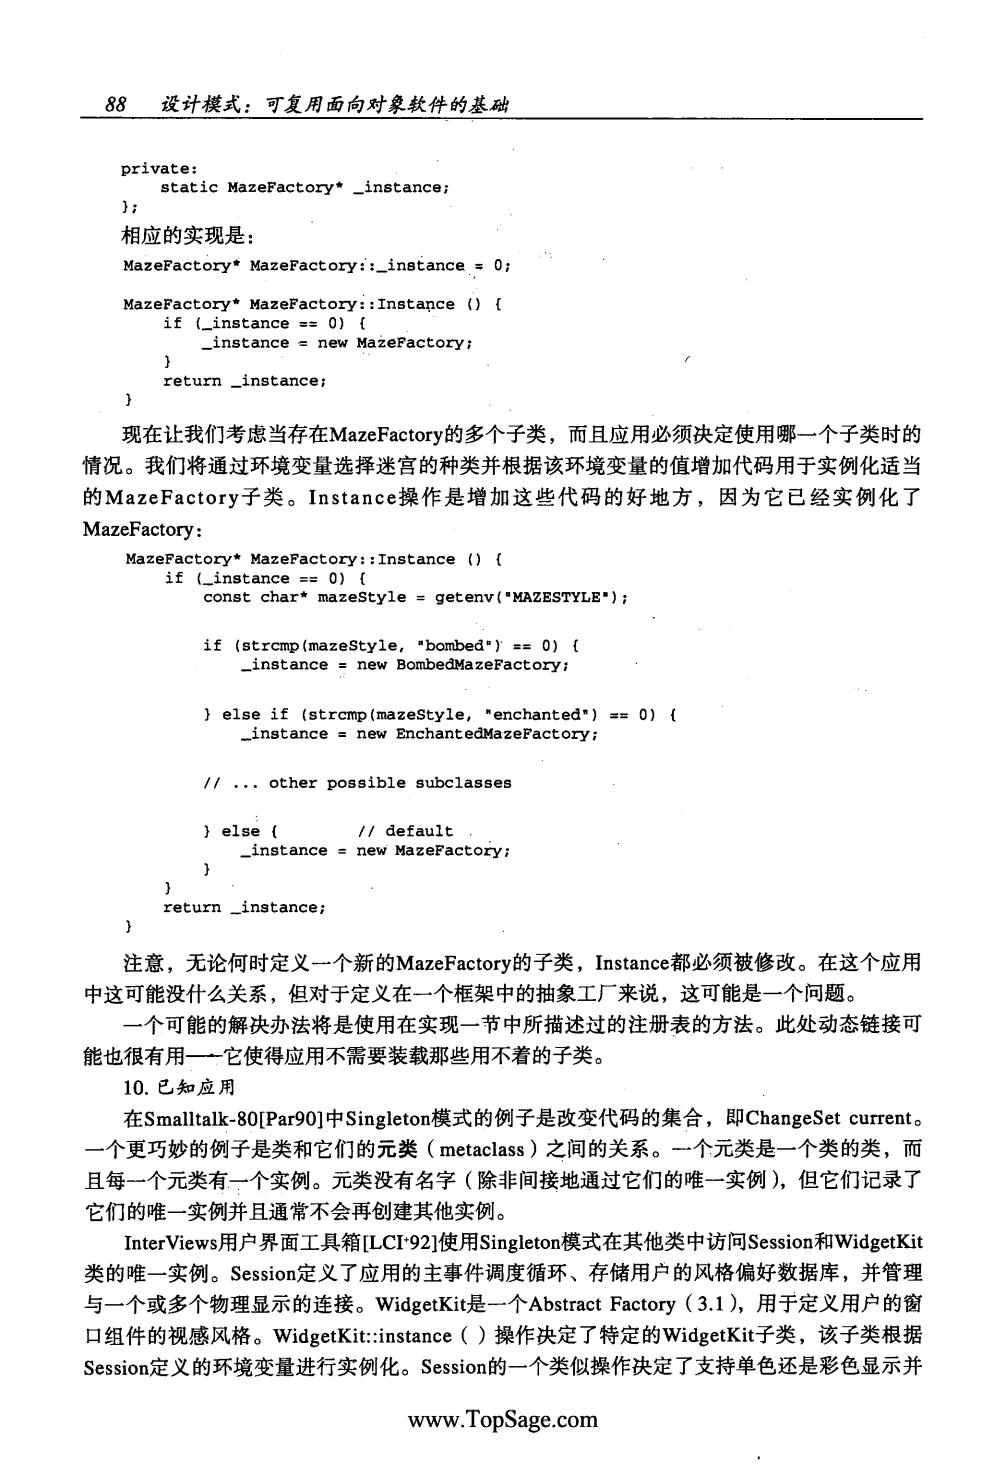 88 设计模式：可复用面向对象软件的基础
private:
static MazeFactory* _instance;
};
相应的实现是：
MazeFactory* MazeFactory::_instance = 0;
MazeFactory* MazeFactory::Instance () {
if (_instance == 0) {
_instance = new MazeFactory;
}
return _instance;
}
现在让我们考虑当存在MazeFactory的多个子类，而且应用必须决定使用哪一个子类时的
情况。我们将通过环境变量选择迷宫的种类并根据该环境变量的值增加代码用于实例化适当
的MazeFactory子类。Instance操作是增加这些代码的好地方，因为它已经实例化了
MazeFactory：
MazeFactory* MazeFactory::Instance () {
if (_instance == 0) {
const char* mazeStyle = getenv("MAZESTYLE");
if (strcmp(mazeStyle, "bombed") == 0) {
_instance = new BombedMazeFactory;
} else if (strcmp(mazeStyle, "enchanted") == 0) {
_instance = new EnchantedMazeFactory;
// ... other possible subclasses
} else { // default
_instance = new MazeFactory;
}
}
return _instance;
}
注意，无论何时定义一个新的MazeFactory的子类，Instance都必须被修改。在这个应用
中这可能没什么关系，但对于定义在一个框架中的抽象工厂来说，这可能是一个问题。
一个可能的解决办法将是使用在实现一节中所描述过的注册表的方法。此处动态链接可
能也很有用——它使得应用不需要装载那些用不着的子类。
10. 已知应用
在Smalltalk-80[Par90]中Singleton模式的例子是改变代码的集合，即ChangeSet current。
一个更巧妙的例子是类和它们的元类（metaclass）之间的关系。一个元类是一个类的类，而
且每一个元类有一个实例。元类没有名字（除非间接地通过它们的唯一实例），但它们记录了
它们的唯一实例并且通常不会再创建其他实例。
InterViews用户界面工具箱[LCI+92]使用Singleton模式在其他类中访问Session和WidgetKit
类的唯一实例。Session定义了应用的主事件调度循环、存储用户的风格偏好数据库，并管理
与一个或多个物理显示的连接。WidgetKit是一个Abstract Factory（3.1），用于定义用户的窗
口组件的视感风格。WidgetKit::instance（）操作决定了特定的WidgetKit子类，该子类根据
Session定义的环境变量进行实例化。Session的一个类似操作决定了支持单色还是彩色显示并
www.TopSage.com